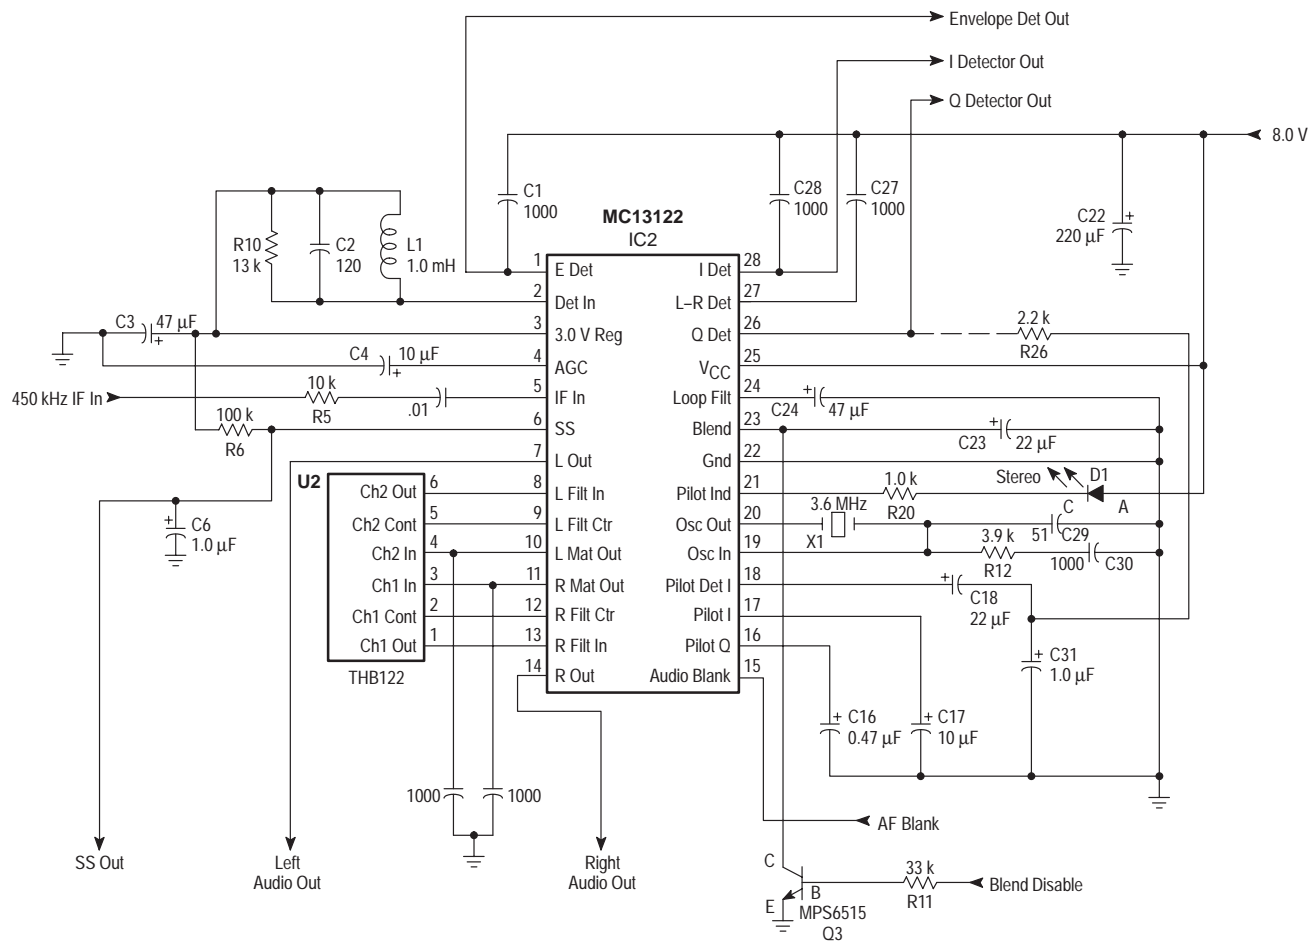 Envelope Det Out
I Detector Out
Q Detector Out
8.0 V
C1
1000
C28
1000
C27
1000
C22
+
220 µF
MC13122
IC2
R10
13 k
C2
120
L1
1.0 mH
C3
47 µF
+
C4
10 µF
+
450 kHz IF In
10 k
R5
.01
100 k
R6
C6
1.0 µF
+
1
E Det
2
Det In
3
3.0 V Reg
4
AGC
5
IF In
6
SS
7
L Out
8
L Filt In
9
L Filt Ctr
10
L Mat Out
11
R Mat Out
12
R Filt Ctr
13
R Filt In
14
R Out
28
I Det
27
L–R Det
26
Q Det
25
VCC
24
Loop Filt
23
Blend
22
Gnd
21
Pilot Ind
20
Osc Out
19
Osc In
18
Pilot Det I
17
Pilot I
16
Pilot Q
15
Audio Blank
U2
Ch2 Out
6
Ch2 Cont
5
Ch2 In
4
Ch1 In
3
Ch1 Cont
2
Ch1 Out
1
THB122
2.2 k
R26
+
C24
47 µF
+
C23
22 µF
Stereo
D1
C
A
1.0 k
R20
3.6 MHz
X1
51
C29
3.9 k
R12
1000
C30
+
C18
22 µF
+
C31
1.0 µF
+
C16
0.47 µF
+
C17
10 µF
1000
1000
AF Blank
SS Out
Left
Audio Out
Right
Audio Out
C
B
E
MPS6515
Q3
33 k
R11
Blend Disable